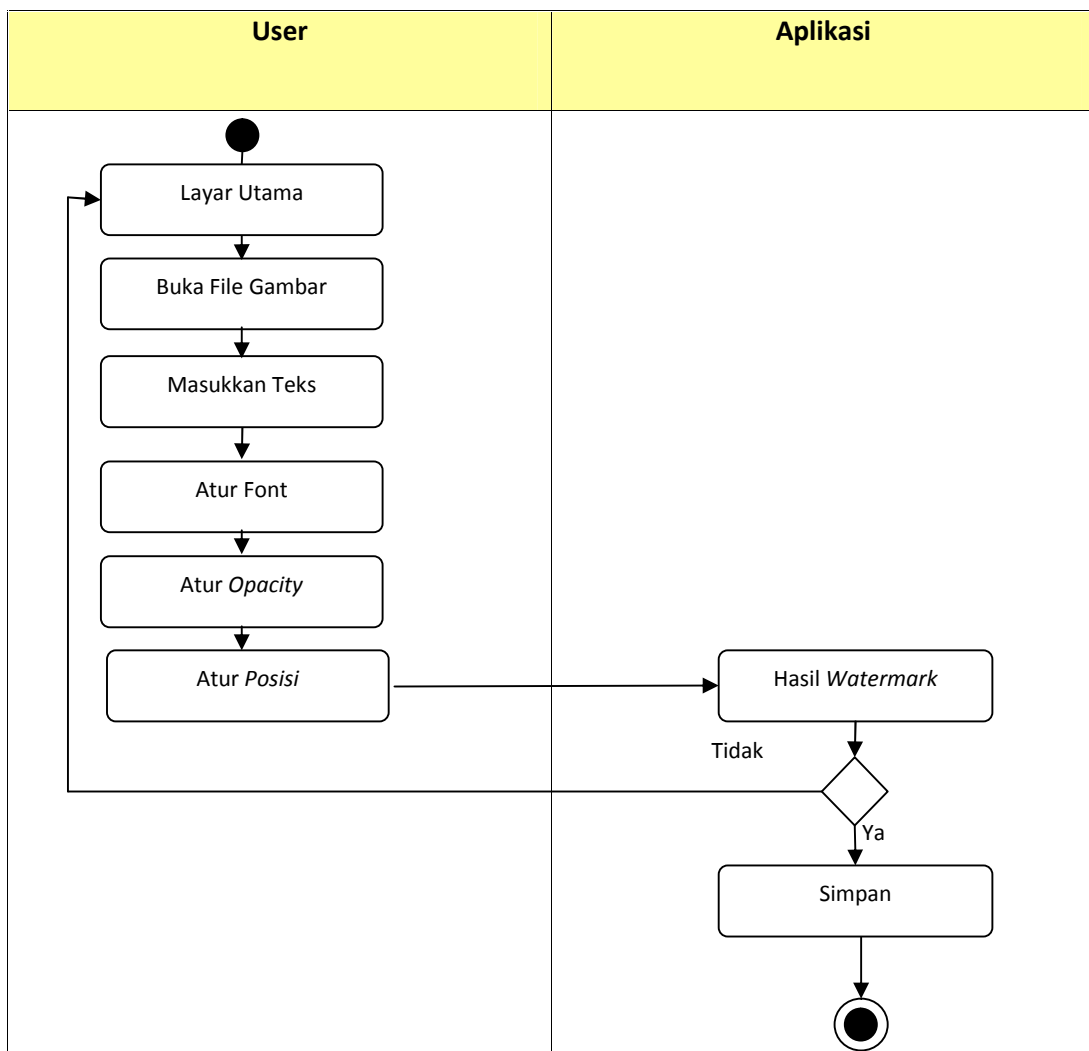 User
Aplikasi
Layar Utama
Buka File Gambar
Masukkan Teks
Atur Font
Atur Opacity
Atur Posisi
Hasil Watermark
Tidak
Ya
Simpan